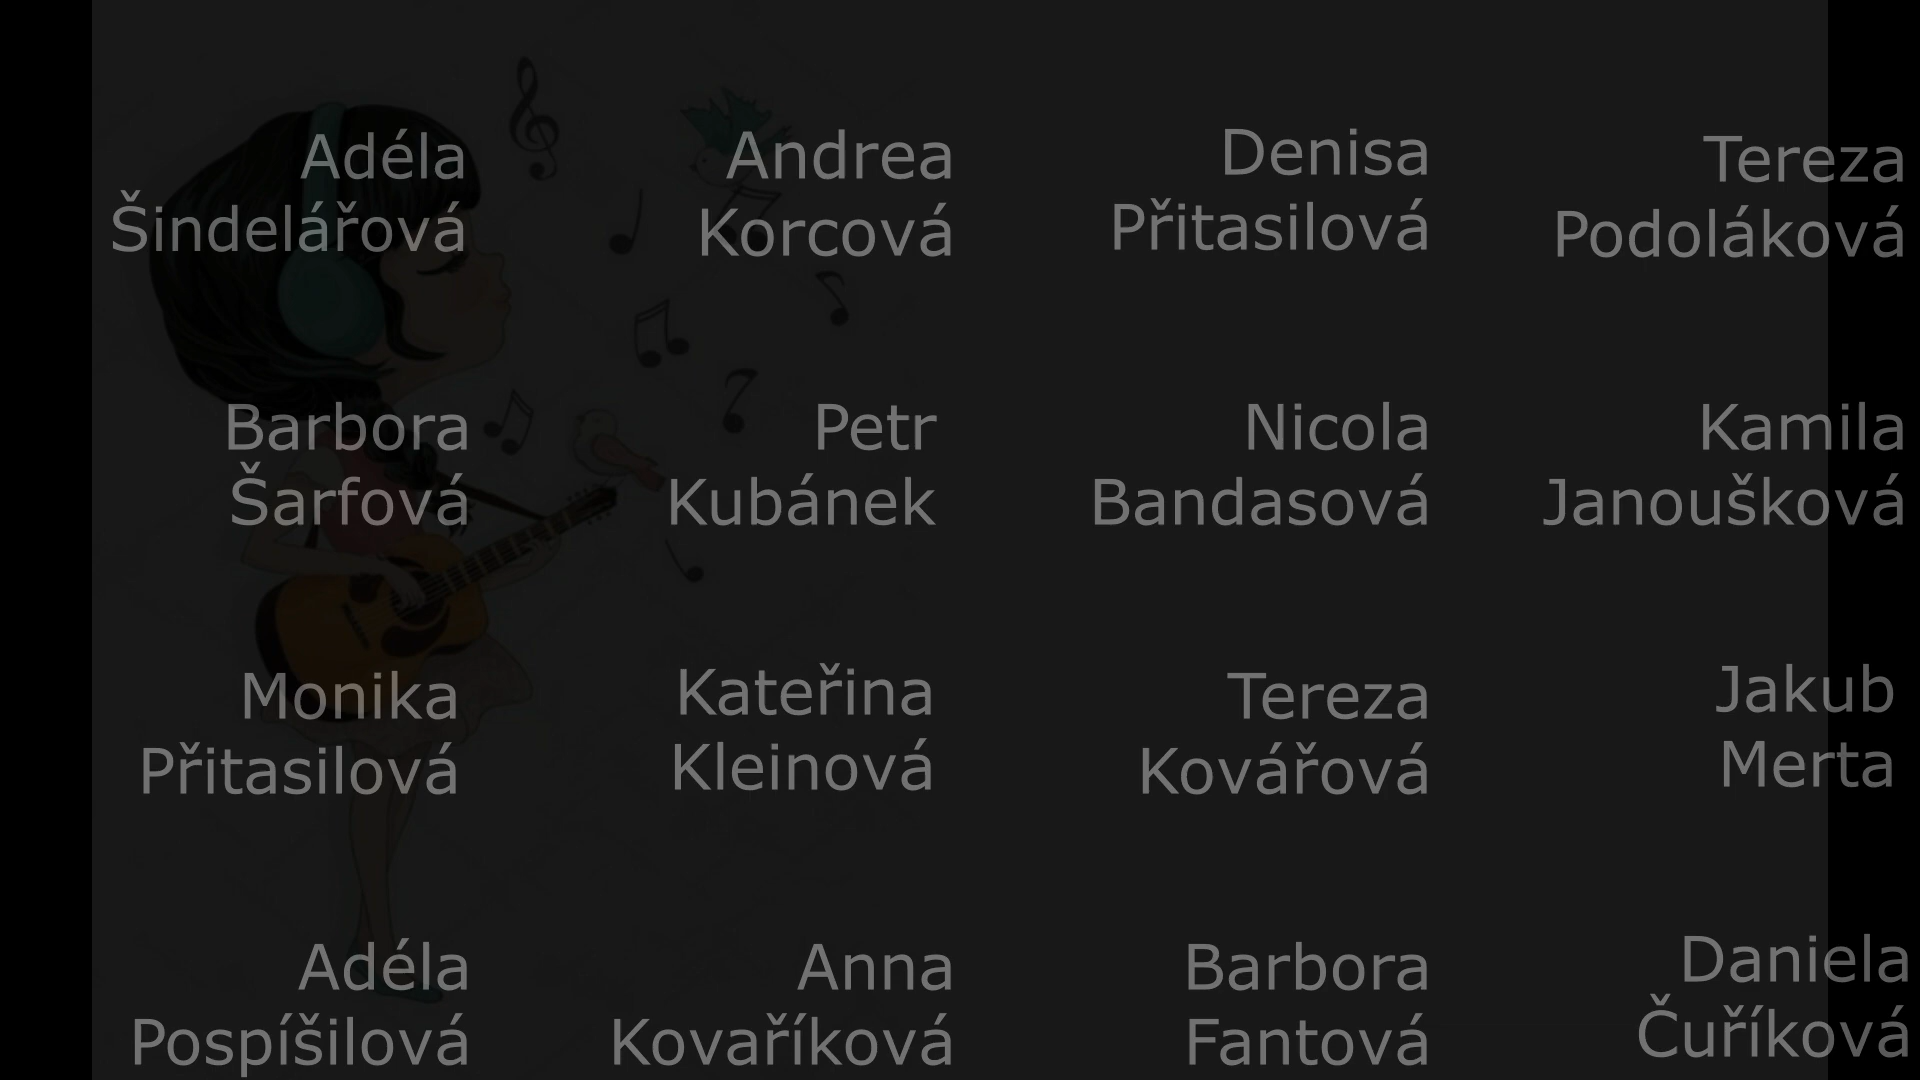 Adéla
Šindelářová
Andrea
Korcová
Denisa
Přitasilová
Tereza
Podoláková
Barbora
Šarfová
Petr
Kubánek
Nicola
Bandasová
Kamila
Janoušková
Monika
Přitasilová
Kateřina
Kleinová
Tereza
Kovářová
Jakub
Merta
Adéla
Pospíšilová
Anna
Kovaříková
Barbora
Fantová
Daniela
Čuříková